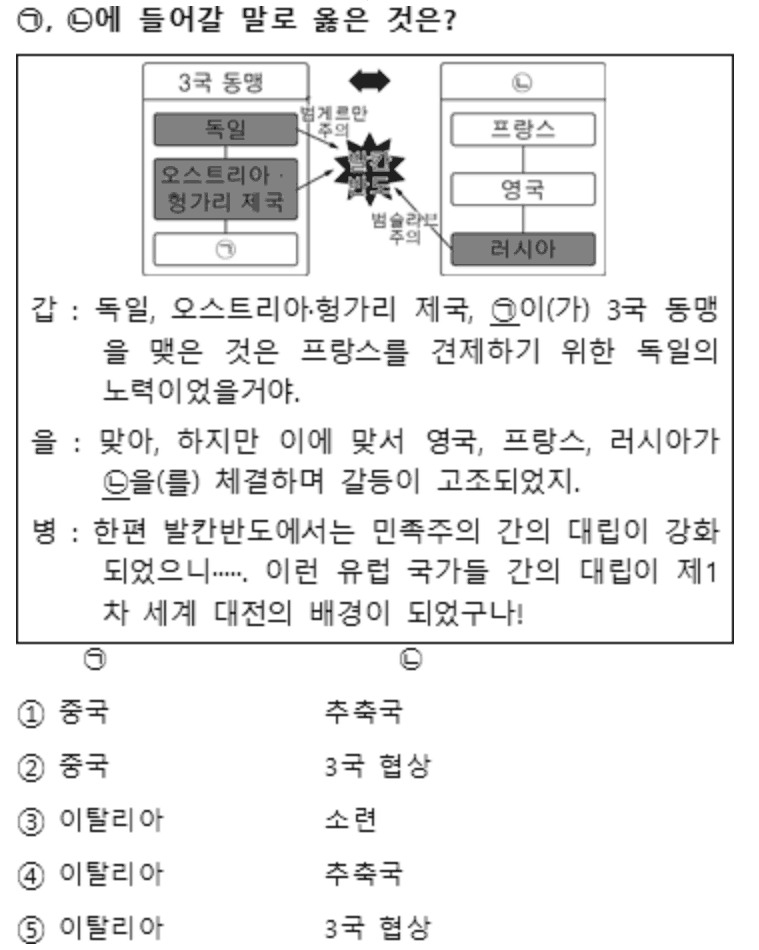 ㉠, ㉡에 들어갈 말로 옳은 것은?
3국 동맹
㉡
범게르만
주의
독일
프랑스
발칸
반도
오스트리아·
헝가리 제국
영국
범슬라브
주의
㉠
러시아
갑 : 독일, 오스트리아·헝가리 제국, ㉠이(가) 3국 동맹
을 맺은 것은 프랑스를 견제하기 위한 독일의
노력이었을거야.
을 : 맞아, 하지만 이에 맞서 영국, 프랑스, 러시아가
㉡을(를) 체결하며 갈등이 고조되었지.
병 : 한편 발칸반도에서는 민족주의 간의 대립이 강화
되었으니……. 이런 유럽 국가들 간의 대립이 제1
차 세계 대전의 배경이 되었구나!
㉠ ㉡
① 중국 추축국
② 중국 3국 협상
③ 이탈리아 소련
④ 이탈리아 추축국
⑤ 이탈리아 3국 협상